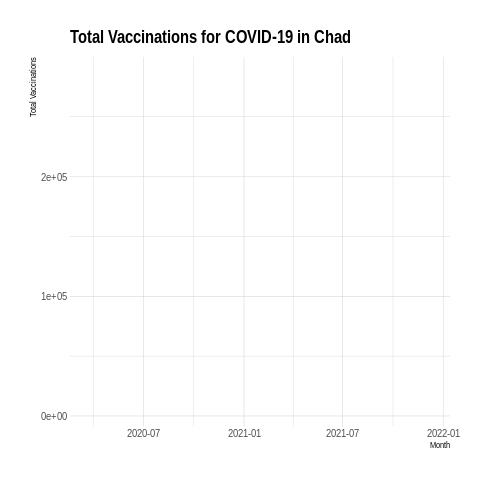 Total Vaccinations for COVID-19 in Chad
Total Vaccinations
2e+05
1e+05
0e+00
2020-07 2021-01 2021-07 2022-01
Month